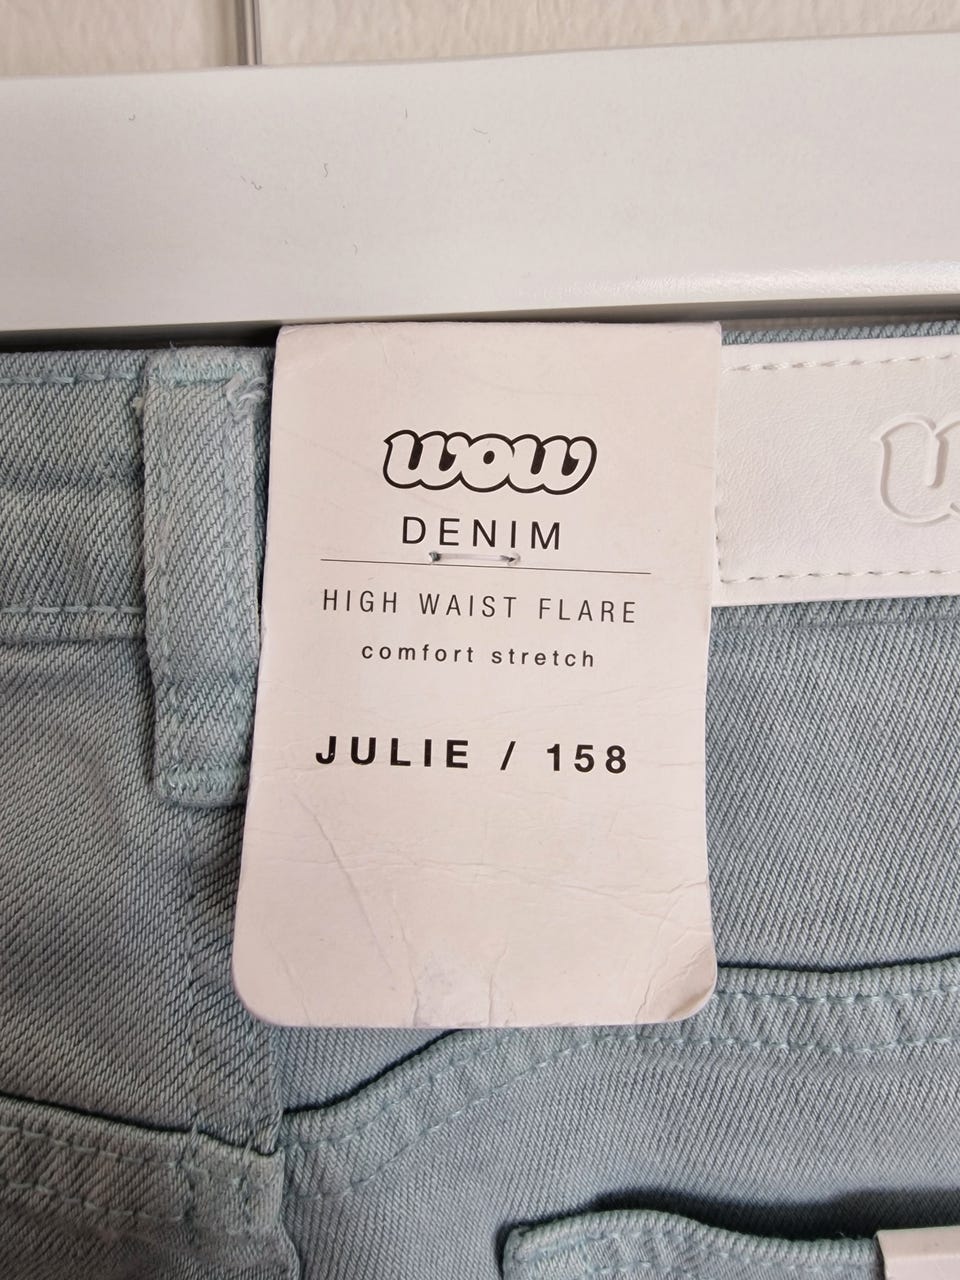 wow
DENIM
HIGH WAIST FLARE
comfort stretch
JULIE / 158